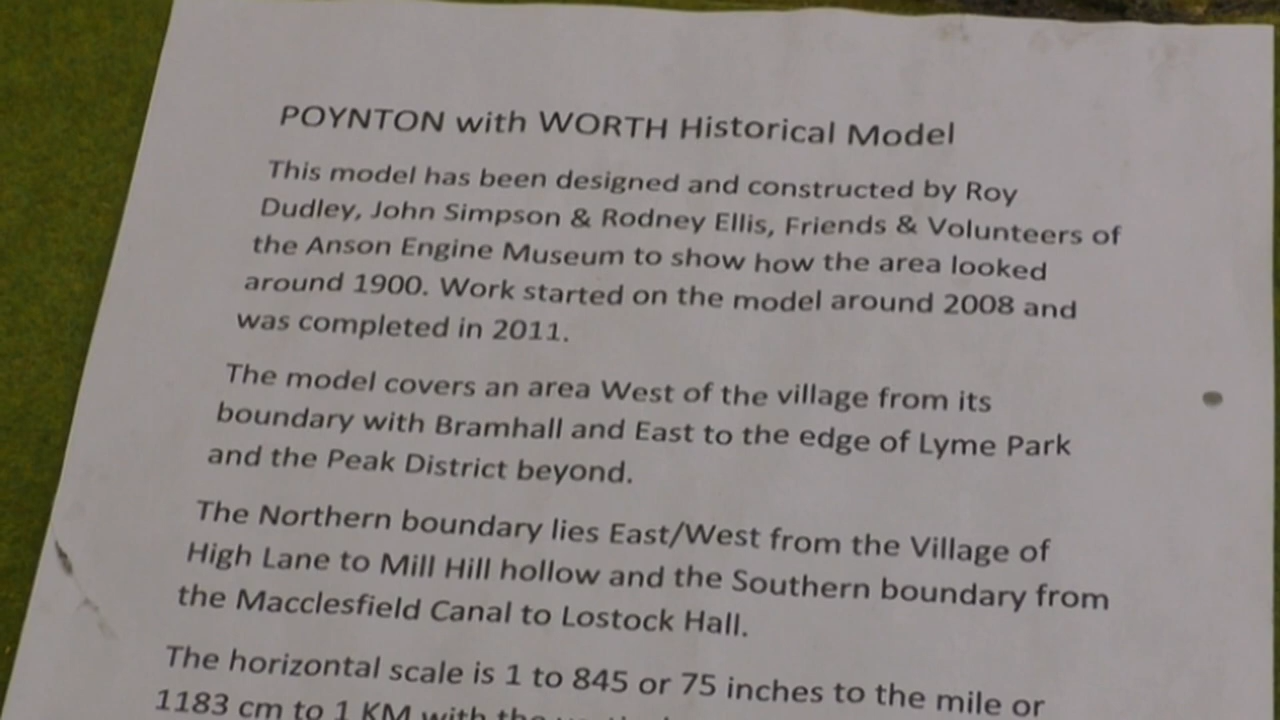 POYNTON with WORTH Historical Model
This model has been designed and constructed by Roy
Dudley, John Simpson & Rodney Ellis, Friends & Volunteers of
the Anson Engine Museum to show how the area looked
around 1900. Work started on the model around 2008 and
was completed in 2011.
The model covers an area West of the village from its
boundary with Bramhall and East to the edge of Lyme Park
and the Peak District beyond.
The Northern boundary lies East/West from the Village of
High Lane to Mill Hill hollow and the Southern boundary from
the Macclesfield Canal to Lostock Hall.
The horizontal scale is 1 to 845 or 75 inches to the mile or
1183 cm to 1 KM with the